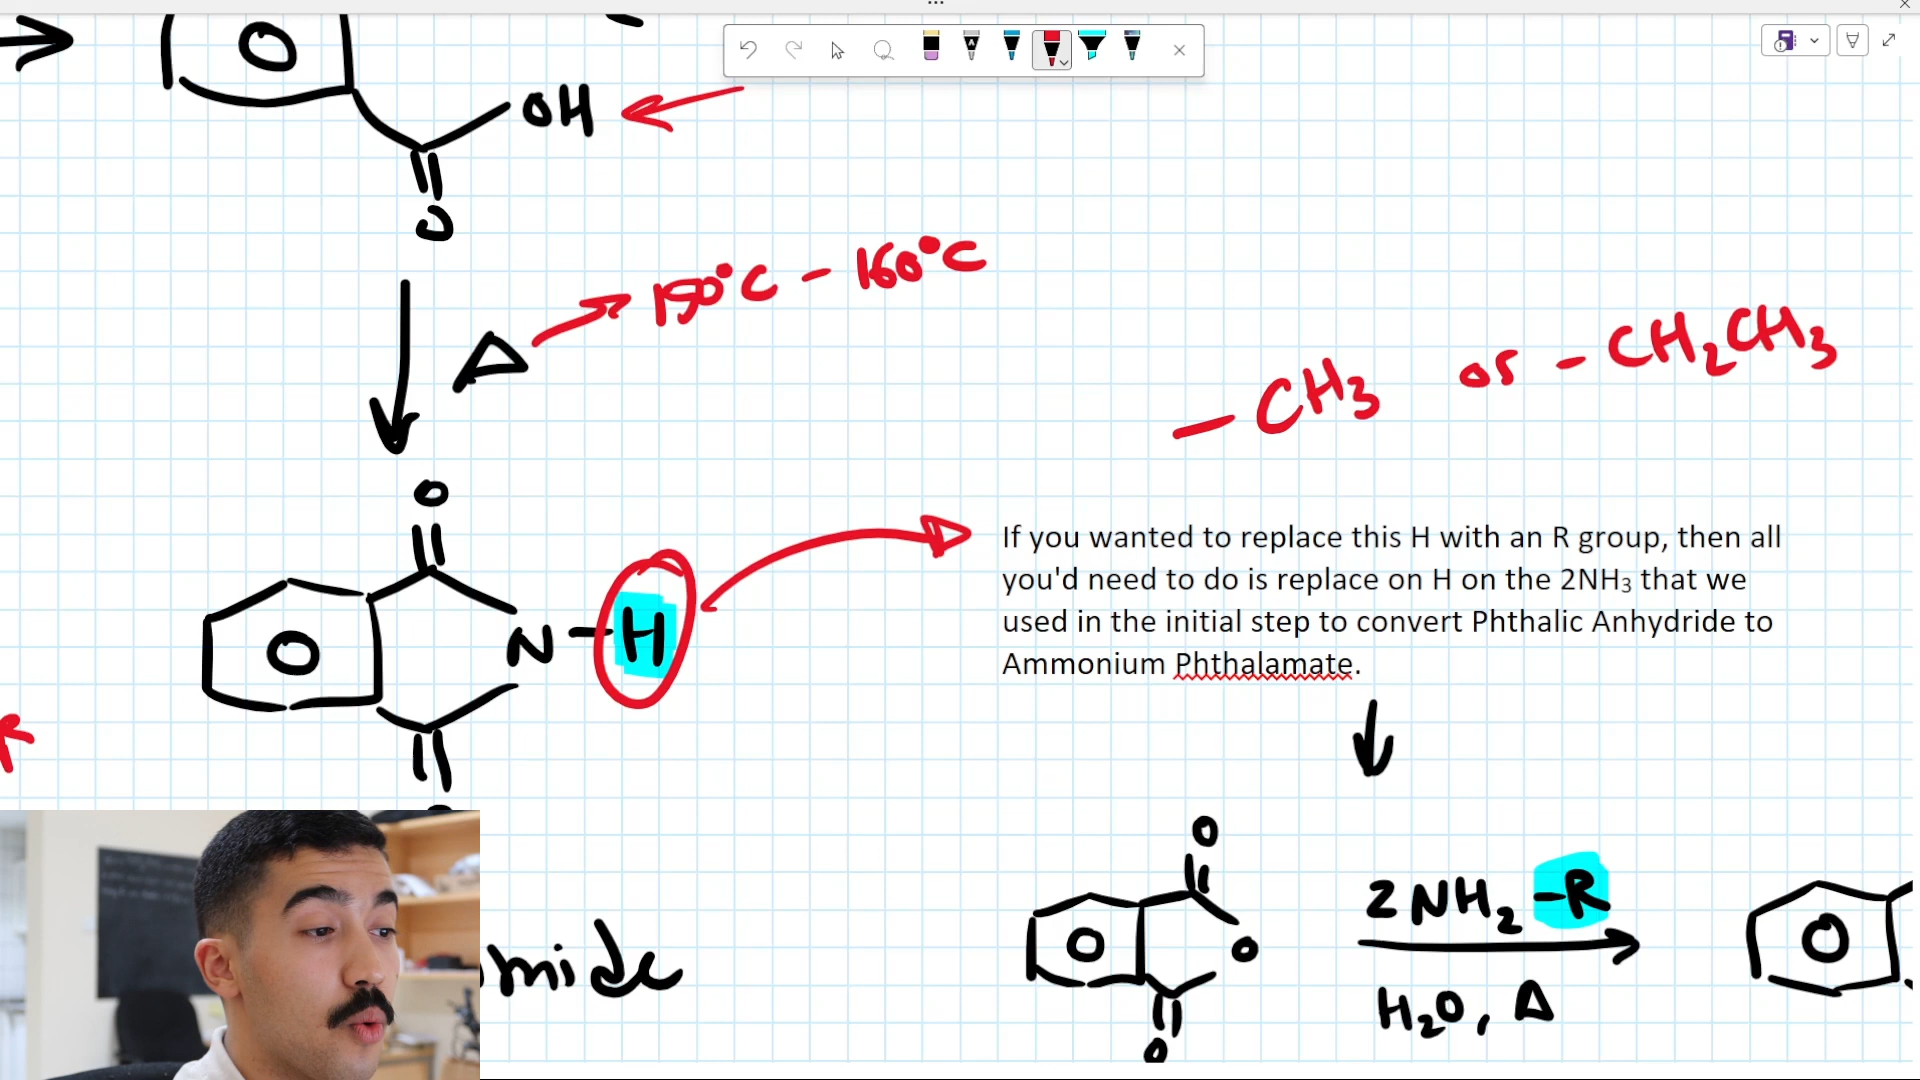 O
OH
O
150°C - 160°C
Δ
- CH3 or - CH2CH3
O
If you wanted to replace this H with an R group, then all
you'd need to do is replace on H on the 2NH₃ that we
used in the initial step to convert Phthalic Anhydride to
Ammonium Phthalamate.
O
N - H
R
O
2NH2 -R
O
O
O
H2O, Δ
O
mide